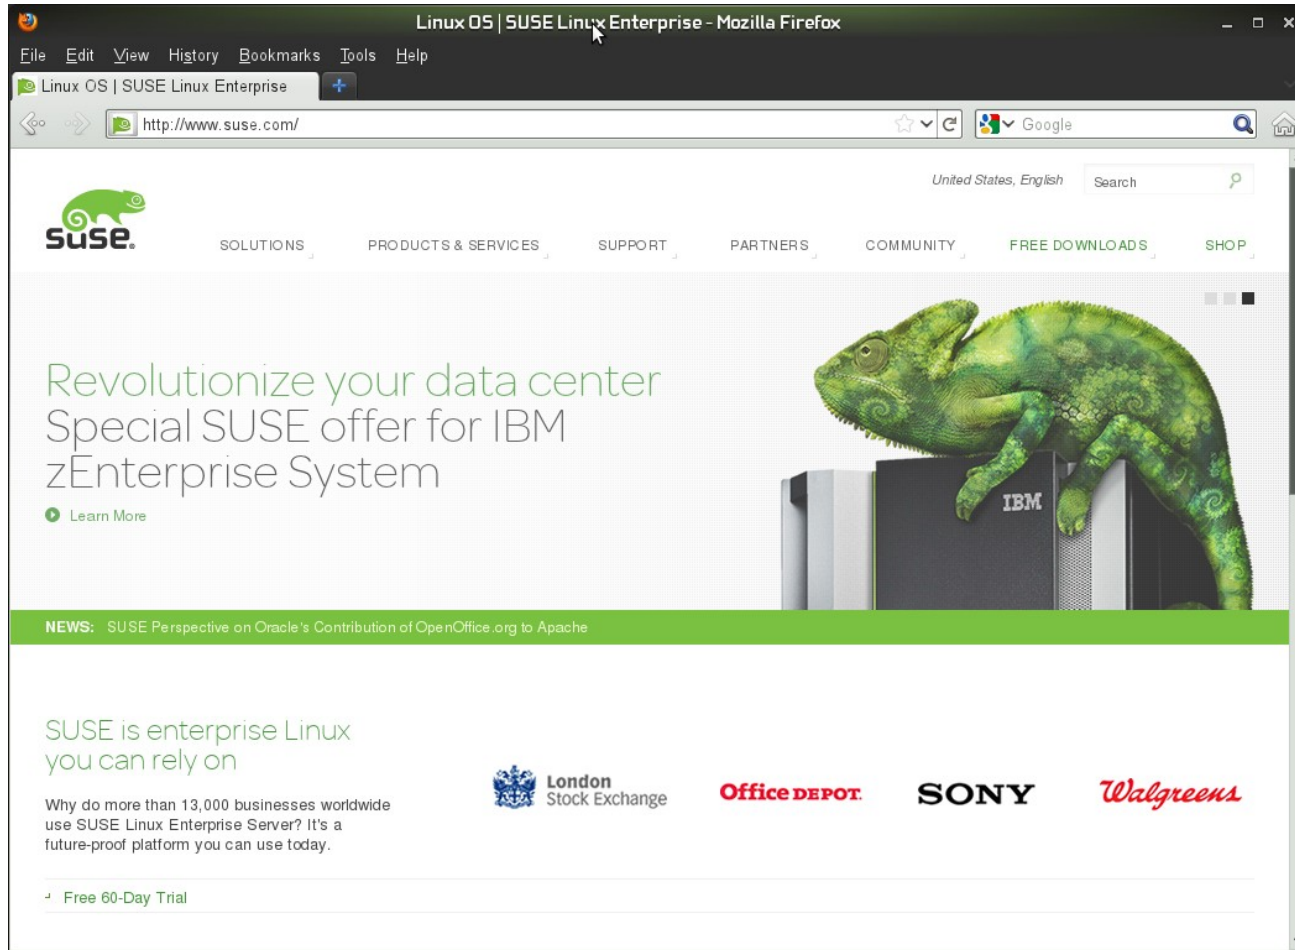 Linux OS | SUSE Linux Enterprise - Mozilla Firefox
File Edit View History Bookmarks Tools Help
Linux OS | SUSE Linux Enterprise
http://www.suse.com/
Google
United States, English
Search
SUSE.
SOLUTIONS
PRODUCTS & SERVICES
SUPPORT
PARTNERS
COMMUNITY
FREE DOWNLOADS
SHOP
Revolutionize your data center
Special SUSE offer for IBM
zEnterprise System
Learn More
IBM
NEWS: SUSE Perspective on Oracle's Contribution of OpenOffice.org to Apache
SUSE is enterprise Linux
you can rely on
Why do more than 13,000 businesses worldwide
use SUSE Linux Enterprise Server? It's a
future-proof platform you can use today.
London
Stock Exchange
Office DEPOT.
SONY
Walgreens
Free 60-Day Trial